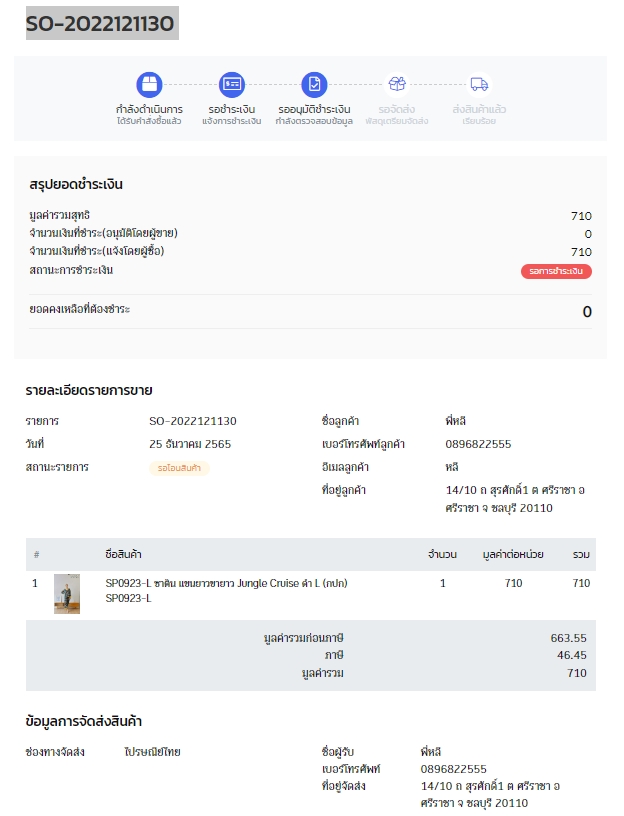 SO-2022121130
กำลังดำเนินการ
ได้รับคำสั่งซื้อแล้ว
รอชำระเงิน
แจ้งการชำระเงิน
รออนุมัติชำระเงิน
กำลังตรวจสอบข้อมูล
รอจัดส่ง
พัสดุเตรียมจัดส่ง
ส่งสินค้าแล้ว
เรียบร้อย
สรุปยอดชำระเงิน
มูลค่ารวมสุทธิ 710
จำนวนเงินที่ชำระ(อนุมัติโดยผู้ขาย) 0
จำนวนเงินที่ชำระ(แจ้งโดยผู้ซื้อ) 710
สถานะการชำระเงิน รอการชำระเงิน
ยอดคงเหลือที่ต้องชำระ 0
รายละเอียดรายการขาย
รายการ SO-2022121130 ชื่อลูกค้า พี่หลี
วันที่ 25 ธันวาคม 2565 เบอร์โทรศัพท์ลูกค้า 0896822555
สถานะรายการ รอโอนสินค้า อีเมลลูกค้า หลี
ที่อยู่ลูกค้า 14/10 ถ สุรศักดิ์1 ต ศรีราชา อ
ศรีราชา จ ชลบุรี 20110
# ชื่อสินค้า จำนวน มูลค่าต่อหน่วย รวม
1 SP0923-L ซาติน แขนยาวขายาว Jungle Cruise ดำ L (กปก) 1 710 710
SP0923-L
มูลค่ารวมก่อนภาษี 663.55
ภาษี 46.45
มูลค่ารวม 710
ข้อมูลการจัดส่งสินค้า
ช่องทางจัดส่ง ไปรษณีย์ไทย ชื่อผู้รับ พี่หลี
เบอร์โทรศัพท์ 0896822555
ที่อยู่จัดส่ง 14/10 ถ สุรศักดิ์1 ต ศรีราชา อ
ศรีราชา จ ชลบุรี 20110